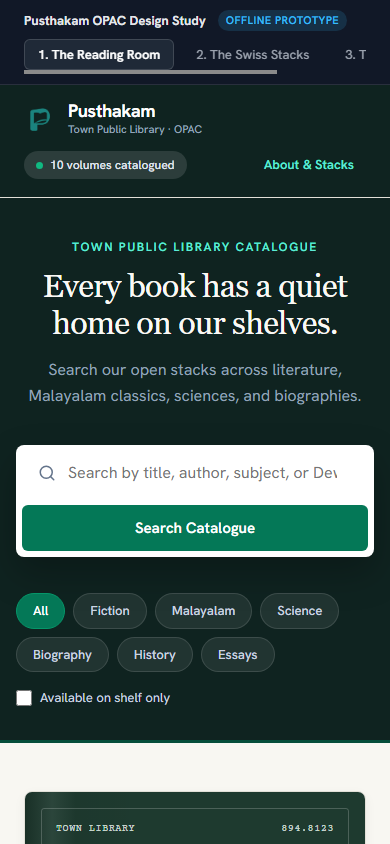 Pusthakam OPAC Design Study
OFFLINE PROTOTYPE
1. The Reading Room
2. The Swiss Stacks
3. T
Pusthakam
Town Public Library · OPAC
10 volumes catalogued
About & Stacks
TOWN PUBLIC LIBRARY CATALOGUE
Every book has a quiet
home on our shelves.
Search our open stacks across literature,
Malayalam classics, sciences, and biographies.
Search by title, author, subject, or Dew
Search Catalogue
All
Fiction
Malayalam
Science
Biography
History
Essays
Available on shelf only
TOWN LIBRARY
894.8123